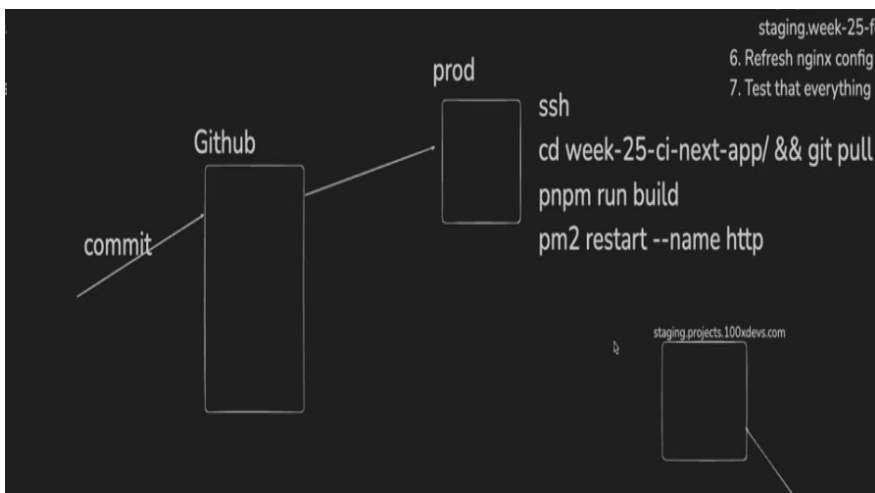 staging.week-25-f
6. Refresh nginx config
7. Test that everything
prod
ssh
Github
cd week-25-ci-next-app/ && git pull
pnpm run build
commit
pm2 restart --name http
staging.projects.100xdevs.com